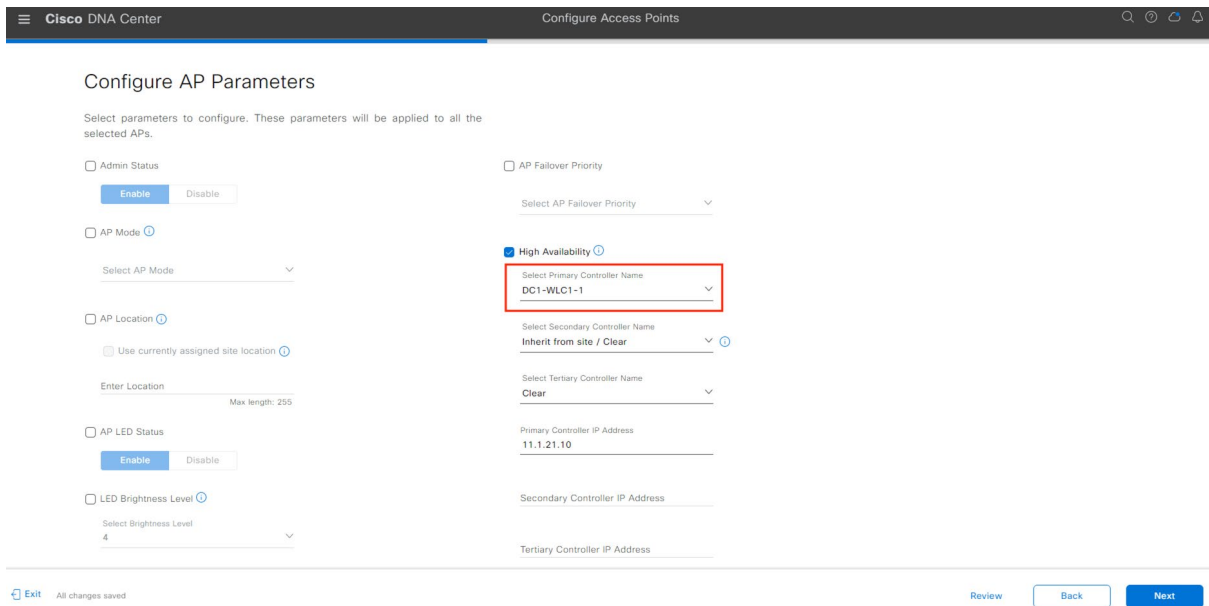 Cisco DNA Center
Configure Access Points
Configure AP Parameters
Select parameters to configure. These parameters will be applied to all the
selected APs.
Admin Status
Enable Disable
AP Mode
Select AP Mode
AP Location
Use currently assigned site location
Enter Location
Max length: 255
AP LED Status
Enable Disable
LED Brightness Level
Select Brightness Level
4
AP Failover Priority
Select AP Failover Priority
High Availability
Select Primary Controller Name
DC1-WLC1-1
Select Secondary Controller Name
Inherit from site / Clear
Select Tertiary Controller Name
Clear
Primary Controller IP Address
11.1.21.10
Secondary Controller IP Address
Tertiary Controller IP Address
Exit All changes saved
Review Back Next